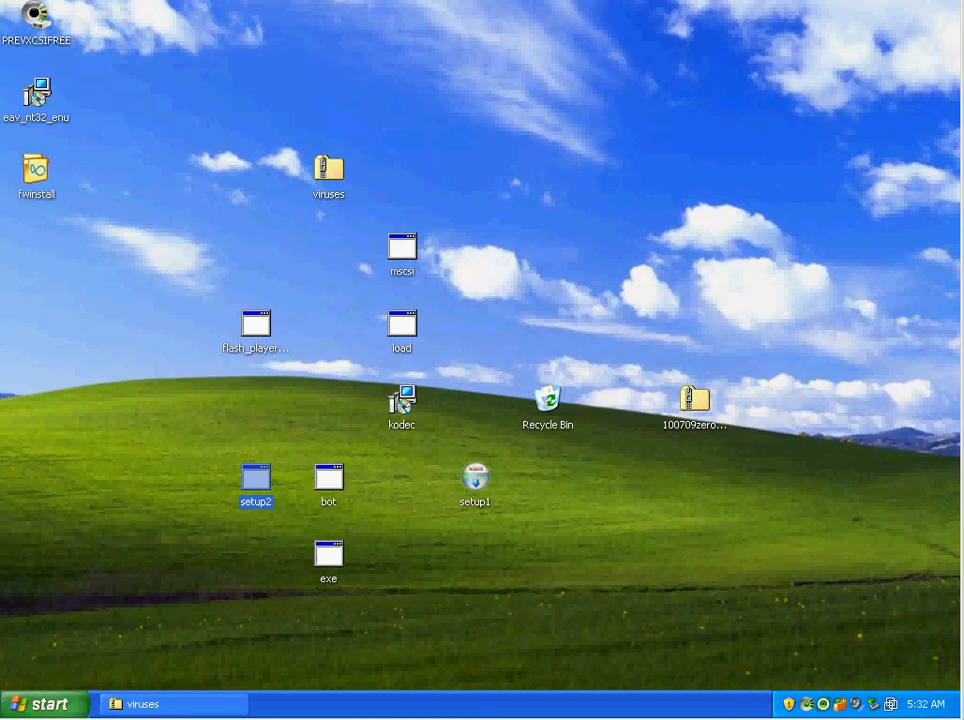 PREVXCSIFREE
eav_nt32_enu
fwinstall
viruses
mscsi
flash_player...
load
kodec
Recycle Bin
100709zero...
setup2
bot
setup1
exe
start
viruses
5:32 AM